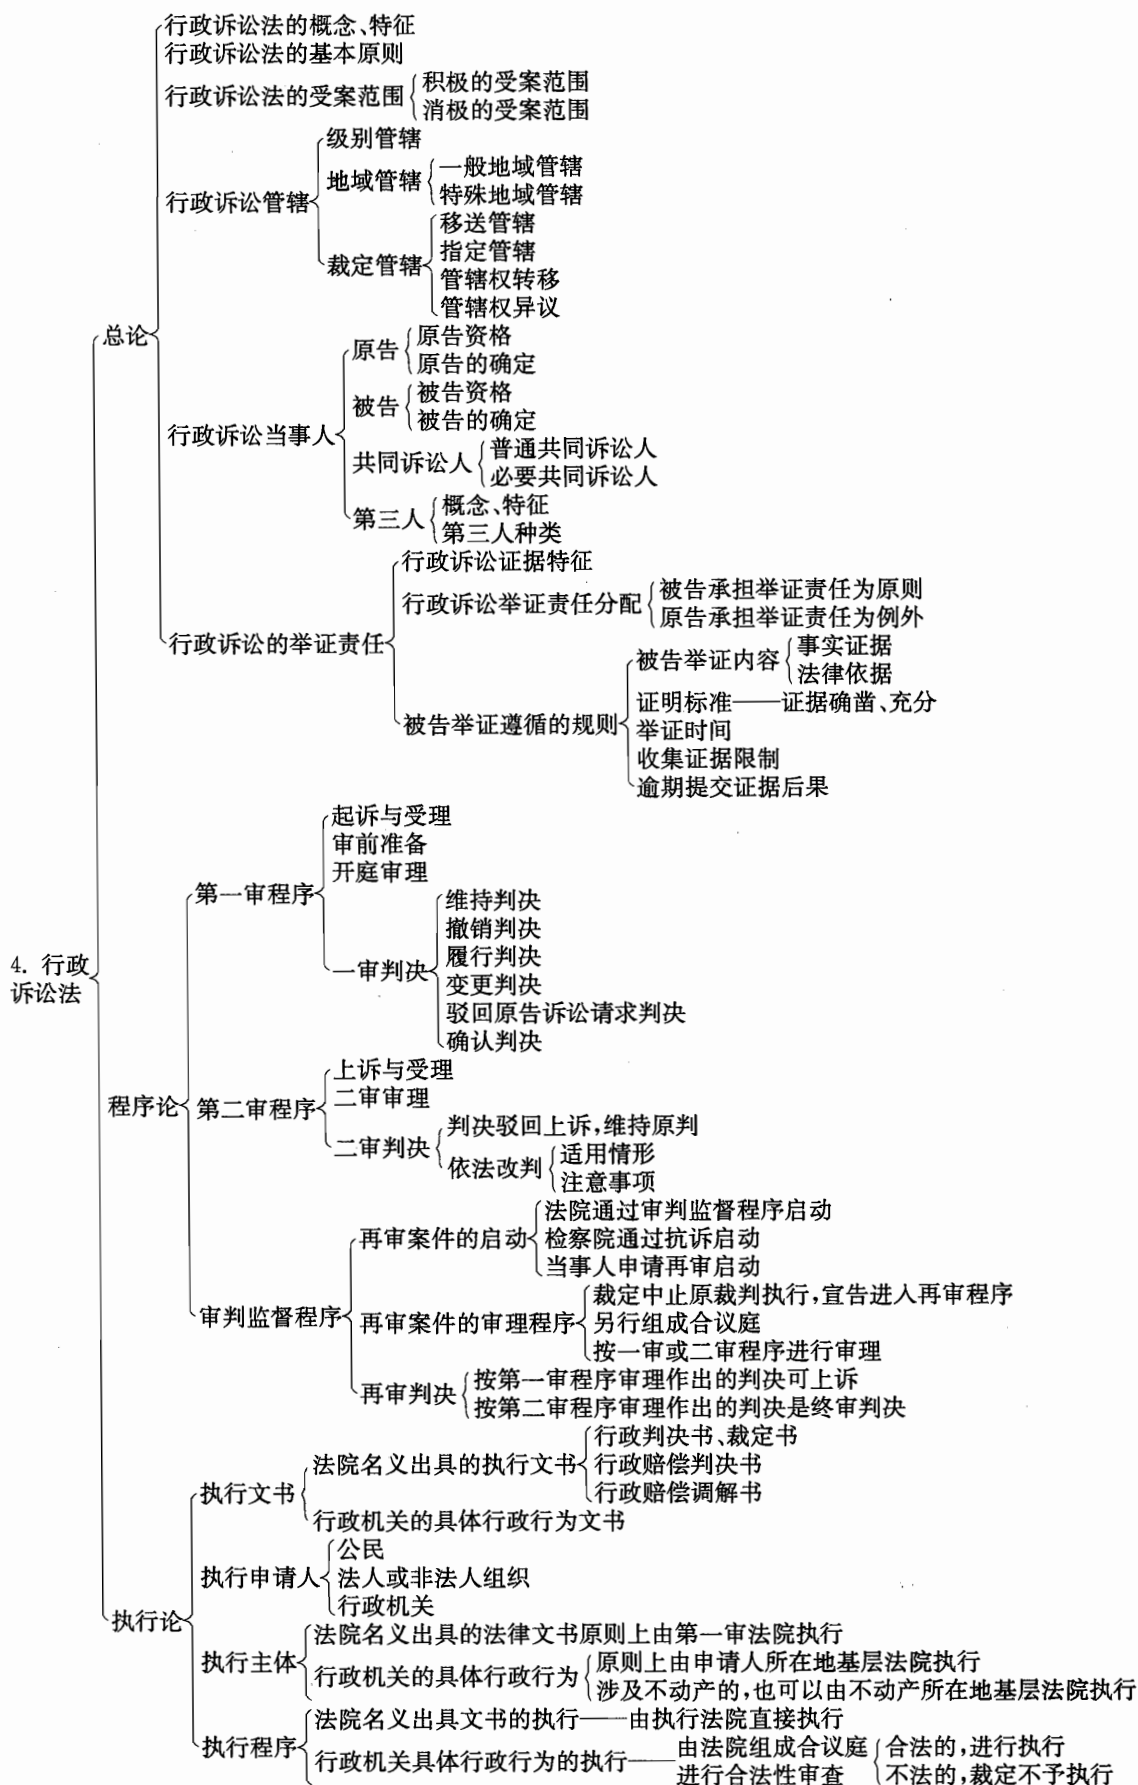 行政诉讼法的概念、特征
行政诉讼法的基本原则
行政诉讼法的受案范围
积极的受案范围
消极的受案范围
行政诉讼管辖
级别管辖
地域管辖
一般地域管辖
特殊地域管辖
裁定管辖
移送管辖
指定管辖
管辖权转移
管辖权异议
总论
行政诉讼当事人
原告
原告资格
原告的确定
被告
被告资格
被告的确定
共同诉讼人
普通共同诉讼人
必要共同诉讼人
第三人
概念、特征
第三人种类
行政诉讼的举证责任
行政诉讼证据特征
行政诉讼举证责任分配
被告承担举证责任为原则
原告承担举证责任为例外
被告举证遵循的规则
被告举证内容
事实证据
法律依据
证明标准——证据确凿、充分
举证时间
收集证据限制
逾期提交证据后果
4. 行政
诉讼法
程序论
第一审程序
起诉与受理
审前准备
开庭审理
一审判决
维持判决
撤销判决
履行判决
变更判决
驳回原告诉讼请求判决
确认判决
第二审程序
上诉与受理
二审审理
二审判决
判决驳回上诉,维持原判
依法改判
适用情形
注意事项
审判监督程序
再审案件的启动
法院通过审判监督程序启动
检察院通过抗诉启动
当事人申请再审启动
再审案件的审理程序
裁定中止原裁判执行,宣告进入再审程序
另行组成合议庭
按一审或二审程序进行审理
再审判决
按第一审程序审理作出的判决可上诉
按第二审程序审理作出的判决是终审判决
执行论
执行文书
法院名义出具的执行文书
行政判决书、裁定书
行政赔偿判决书
行政赔偿调解书
行政机关的具体行政行为文书
执行申请人
公民
法人或非法人组织
行政机关
执行主体
法院名义出具的法律文书原则上由第一审法院执行
行政机关的具体行政行为
原则上由申请人所在地基层法院执行
涉及不动产的,也可以由不动产所在地基层法院执行
执行程序
法院名义出具文书的执行——由执行法院直接执行
行政机关具体行政行为的执行——
由法院组成合议庭
进行合法性审查
合法的,进行执行
不法的,裁定不予执行